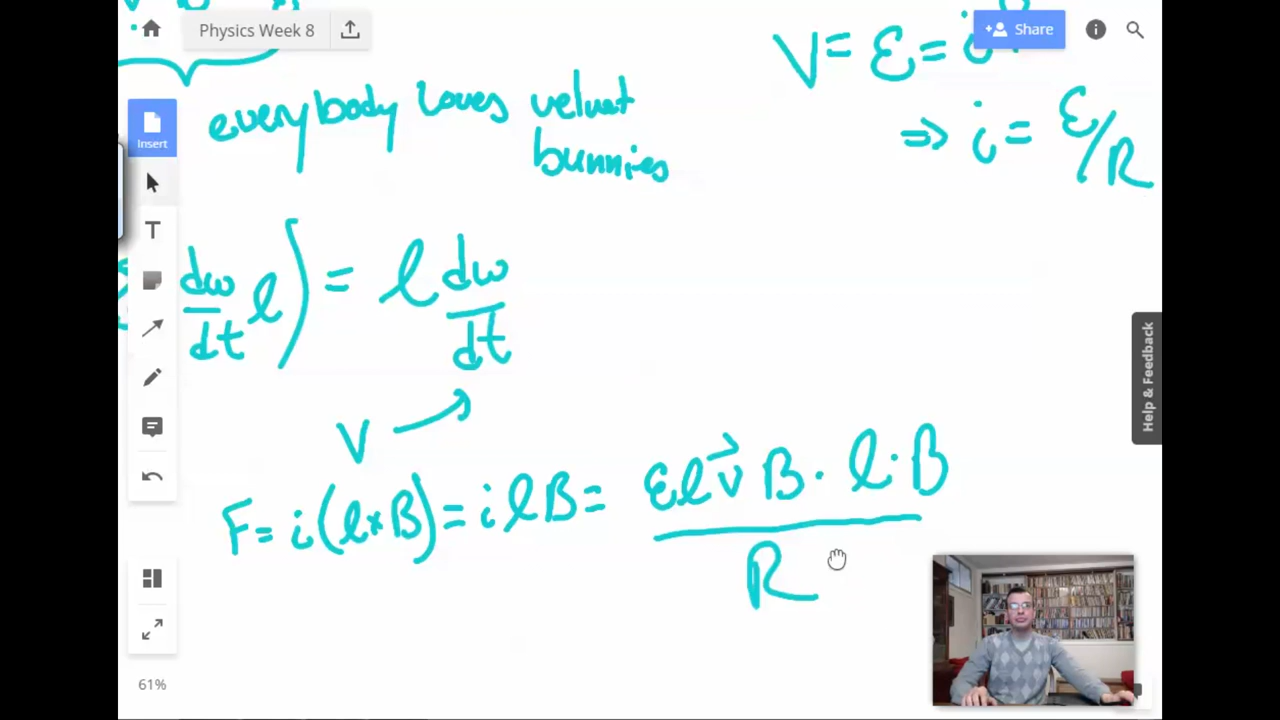 Physics Week 8
Share
V = ℰ = i
⇒ i = ℰ/R
Insert
everybody loves velvet
bunnies
dw/dt l) = l dw/dt
V →
F = i(l×B) = ilB = εlv⃗B · l · B / R
Help & Feedback
61%